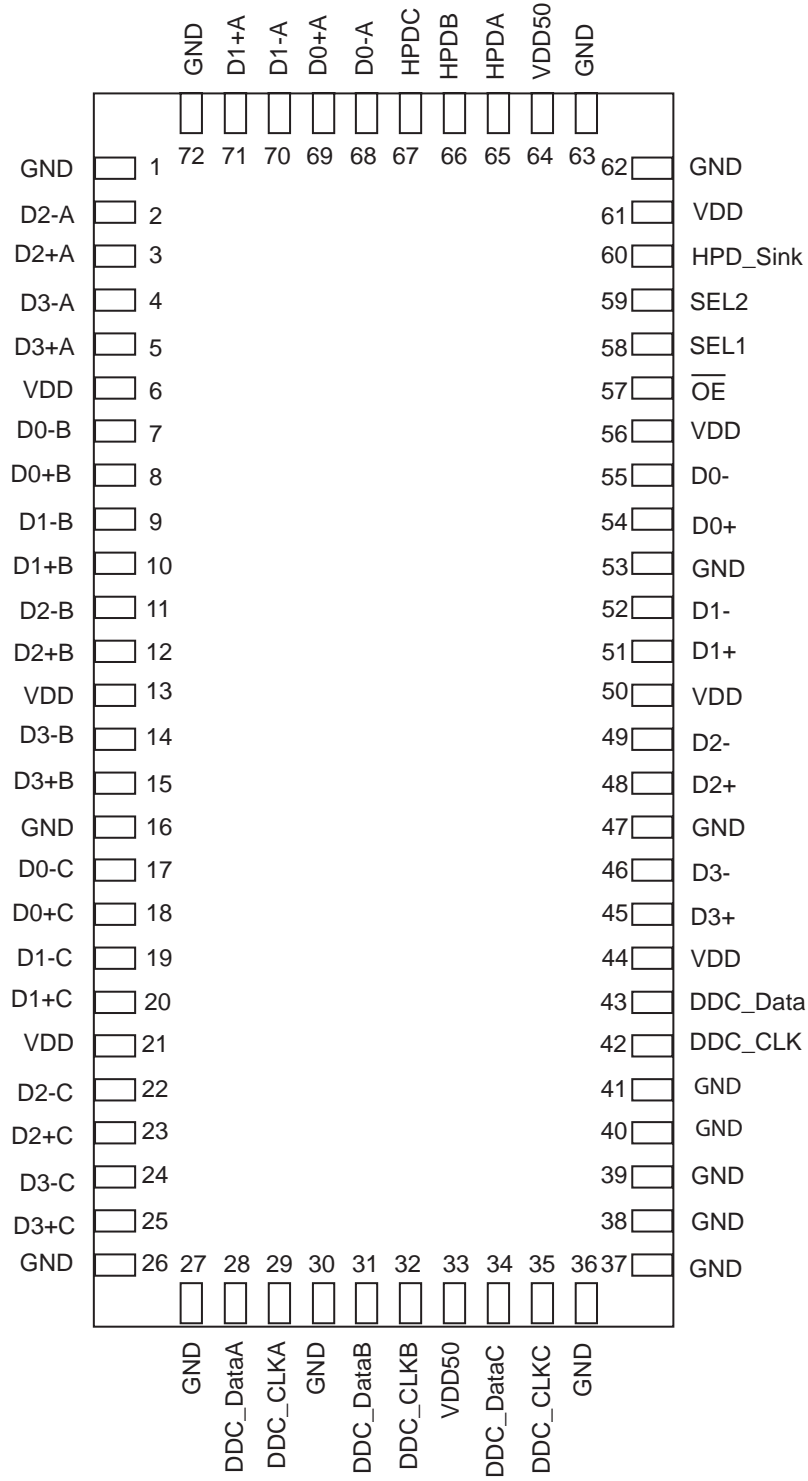 GND D1+A D1-A D0+A D0-A HPDC HPDB HPDA VDD50 GND
72 71 70 69 68 67 66 65 64 63
GND 1 62 GND
D2-A 2 61 VDD
D2+A 3 60 HPD_Sink
D3-A 4 59 SEL2
D3+A 5 58 SEL1
VDD 6 57 O̅E̅
D0-B 7 56 VDD
D0+B 8 55 D0-
D1-B 9 54 D0+
D1+B 10 53 GND
D2-B 11 52 D1-
D2+B 12 51 D1+
VDD 13 50 VDD
D3-B 14 49 D2-
D3+B 15 48 D2+
GND 16 47 GND
D0-C 17 46 D3-
D0+C 18 45 D3+
D1-C 19 44 VDD
D1+C 20 43 DDC_Data
VDD 21 42 DDC_CLK
D2-C 22 41 GND
D2+C 23 40 GND
D3-C 24 39 GND
D3+C 25 38 GND
GND 26 27 28 29 30 31 32 33 34 35 36 37 GND
GND DDC_DataA DDC_CLKA GND DDC_DataB DDC_CLKB VDD50 DDC_DataC DDC_CLKC GND